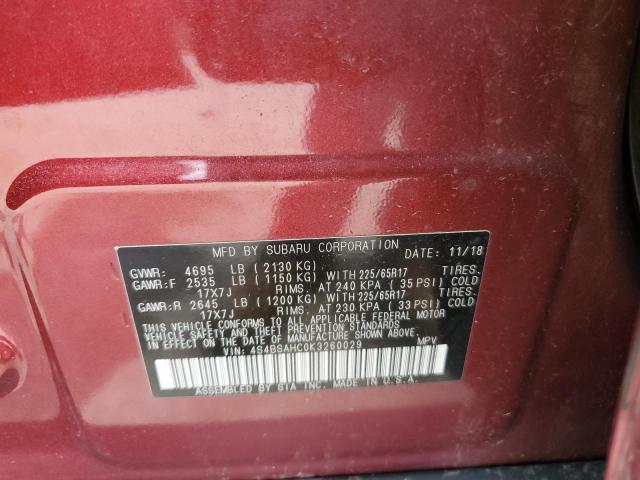 MFD BY SUBARU CORPORATION DATE: 11/18
GVWR: 4695 LB ( 2130 KG)
GAWR:F 2535 LB ( 1150 KG) WITH 225/65R17 TIRES.
17X7J RIMS. AT 240 KPA ( 35 PSI) COLD
GAWR:R 2645 LB ( 1200 KG) WITH 225/65R17 TIRES.
17X7J RIMS. AT 230 KPA ( 33 PSI) COLD
THIS VEHICLE CONFORMS TO ALL APPLICABLE FEDERAL MOTOR
VEHICLE SAFETY AND THEFT PREVENTION STANDARDS
IN EFFECT ON THE DATE OF MANUFACTURE SHOWN ABOVE.
VIN: 4S4BSAHC0K3260029 MPV
ASSEMBLED BY SIA INC. MADE IN U.S.A.